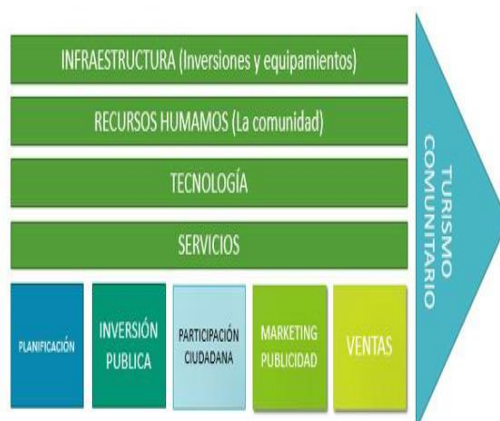 INFRAESTRUCTURA (Inversiones y equipamientos)
RECURSOS HUMAMOS (La comunidad)
TECNOLOGÍA
SERVICIOS
PLANIFICACIÓN
INVERSIÓN
PUBLICA
PARTICIPACIÓN
CIUDADANA
MARKETING
PUBLICIDAD
VENTAS
TURISMO
COMUNITARIO